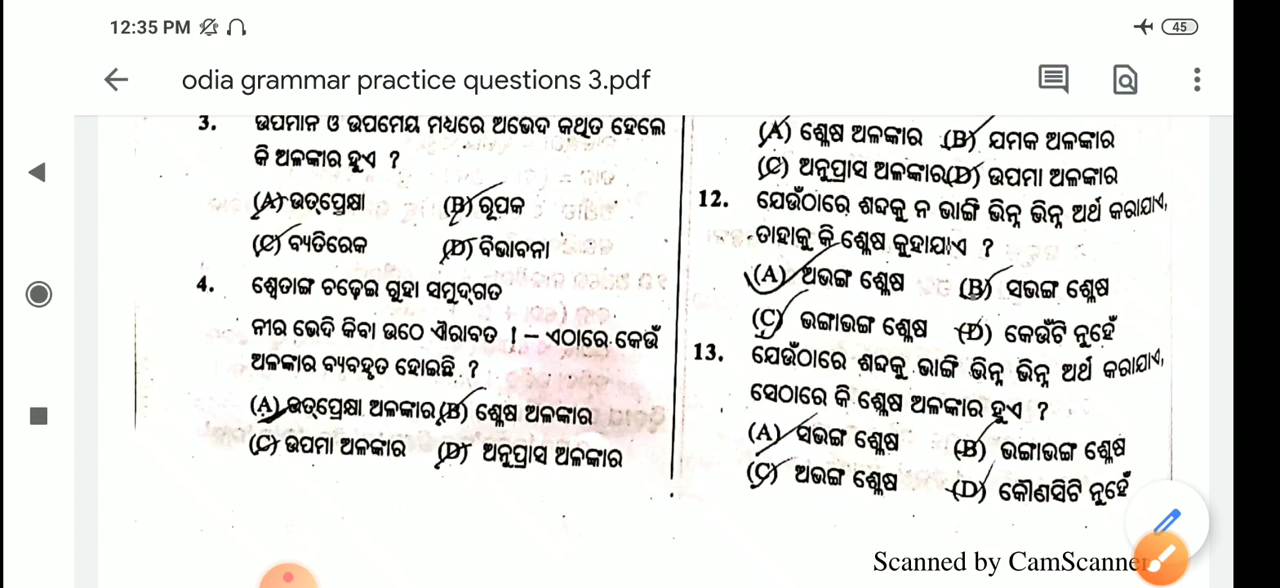 12:35 PM
45
odia grammar practice questions 3.pdf
3. ଉପମାନ ଓ ଉପମେୟ ମଧ୍ୟରେ ଅଭେଦ କଥିତ ହେଲେ
କି ଅଳଙ୍କାର ହୁଏ ?
(A) ଉତ୍ପ୍ରେକ୍ଷା (B) ରୂପକ
(C) ବ୍ୟତିରେକ (D) ବିଭାବନା
4. ଶ୍ୱେତାଙ୍ଗ ଚଢ଼େଇ ଗୁହା ସମୁଦ୍‌ଗତ
ନୀର ଭେଦି କିବା ଉଠେ ଐରାବତ ! – ଏଠାରେ କେଉଁ
ଅଳଙ୍କାର ବ୍ୟବହୃତ ହୋଇଛି ?
(A) ଉତ୍ପ୍ରେକ୍ଷା ଅଳଙ୍କାର (B) ଶ୍ଳେଷ ଅଳଙ୍କାର
(C) ଉପମା ଅଳଙ୍କାର (D) ଅନୁପ୍ରାସ ଅଳଙ୍କାର
(A) ଶ୍ଳେଷ ଅଳଙ୍କାର (B) ଯମକ ଅଳଙ୍କାର
(C) ଅନୁପ୍ରାସ ଅଳଙ୍କାର (D) ଉପମା ଅଳଙ୍କାର
12. ଯେଉଁଠାରେ ଶବ୍ଦକୁ ନ ଭାଙ୍ଗି ଭିନ୍ନ ଭିନ୍ନ ଅର୍ଥ କରାଯାଏ,
ତାହାକୁ କି ଶ୍ଳେଷ କୁହାଯାଏ ?
(A) ଅଭଙ୍ଗ ଶ୍ଳେଷ (B) ସଭଙ୍ଗ ଶ୍ଳେଷ
(C) ଭଙ୍ଗାଭଙ୍ଗ ଶ୍ଳେଷ (D) କେଉଁଟି ନୁହେଁ
13. ଯେଉଁଠାରେ ଶବ୍ଦକୁ ଭାଙ୍ଗି ଭିନ୍ନ ଭିନ୍ନ ଅର୍ଥ କରାଯାଏ,
ସେଠାରେ କି ଶ୍ଳେଷ ଅଳଙ୍କାର ହୁଏ ?
(A) ସଭଙ୍ଗ ଶ୍ଳେଷ (B) ଭଙ୍ଗାଭଙ୍ଗ ଶ୍ଳେଷ
(C) ଅଭଙ୍ଗ ଶ୍ଳେଷ (D) କୌଣସିଟି ନୁହେଁ
Scanned by CamScanner